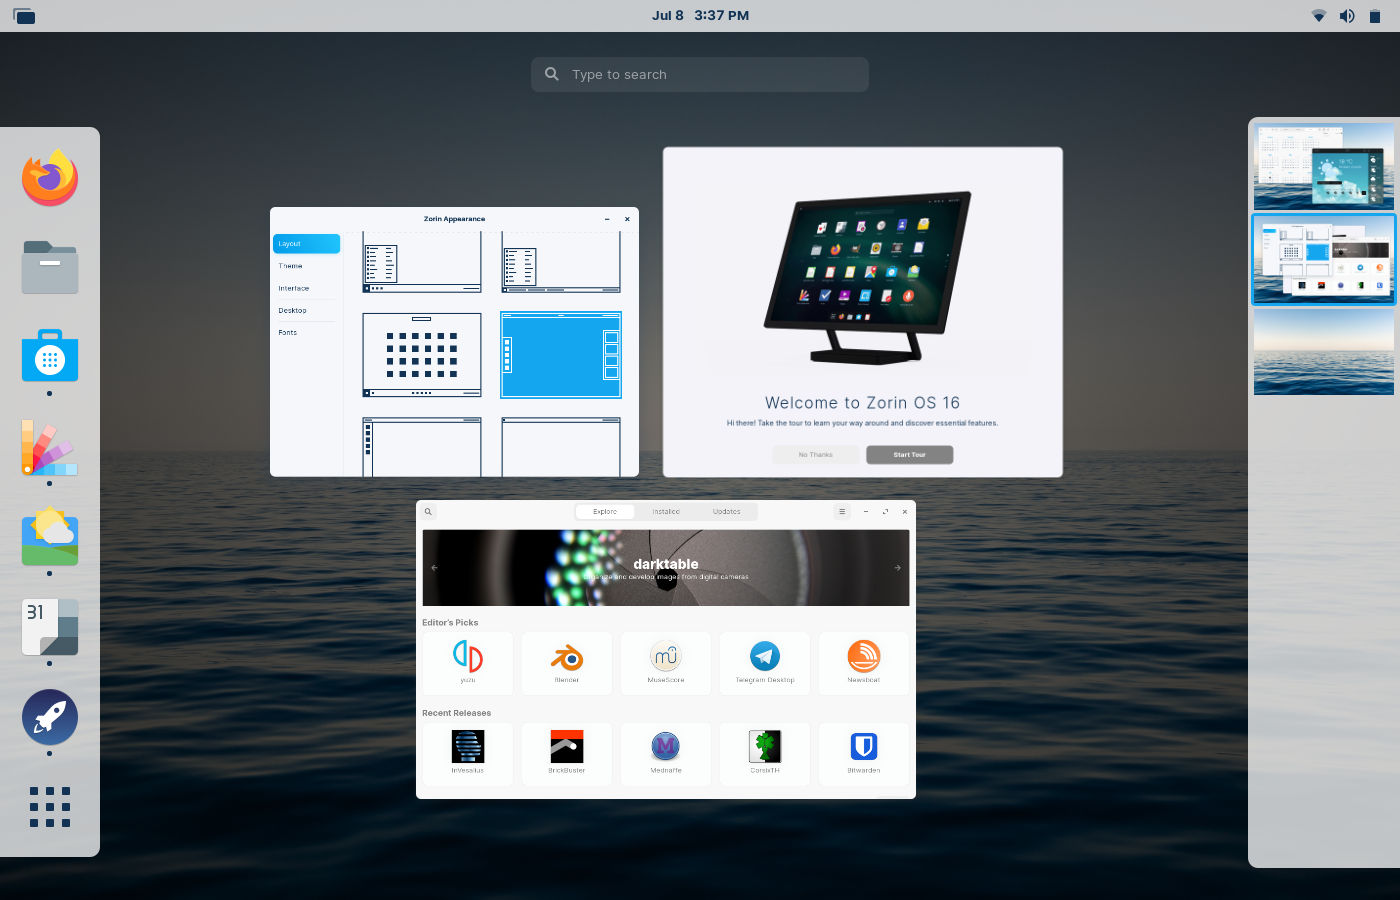 Jul 8 3:37 PM
Type to search
Zorin Appearance
Layout
Theme
Interface
Desktop
Fonts
Welcome to Zorin OS 16
Hi there! Take the tour to learn your way around and discover essential features.
No Thanks
Start Tour
31
Explore
Installed
Updates
darktable
Organize and develop images from digital cameras
Editor's Picks
yuzu
Blender
MuseScore
Telegram Desktop
Newsboat
Recent Releases
InVesalius
BrickBuster
Mednaffe
CorsixTH
Bitwarden